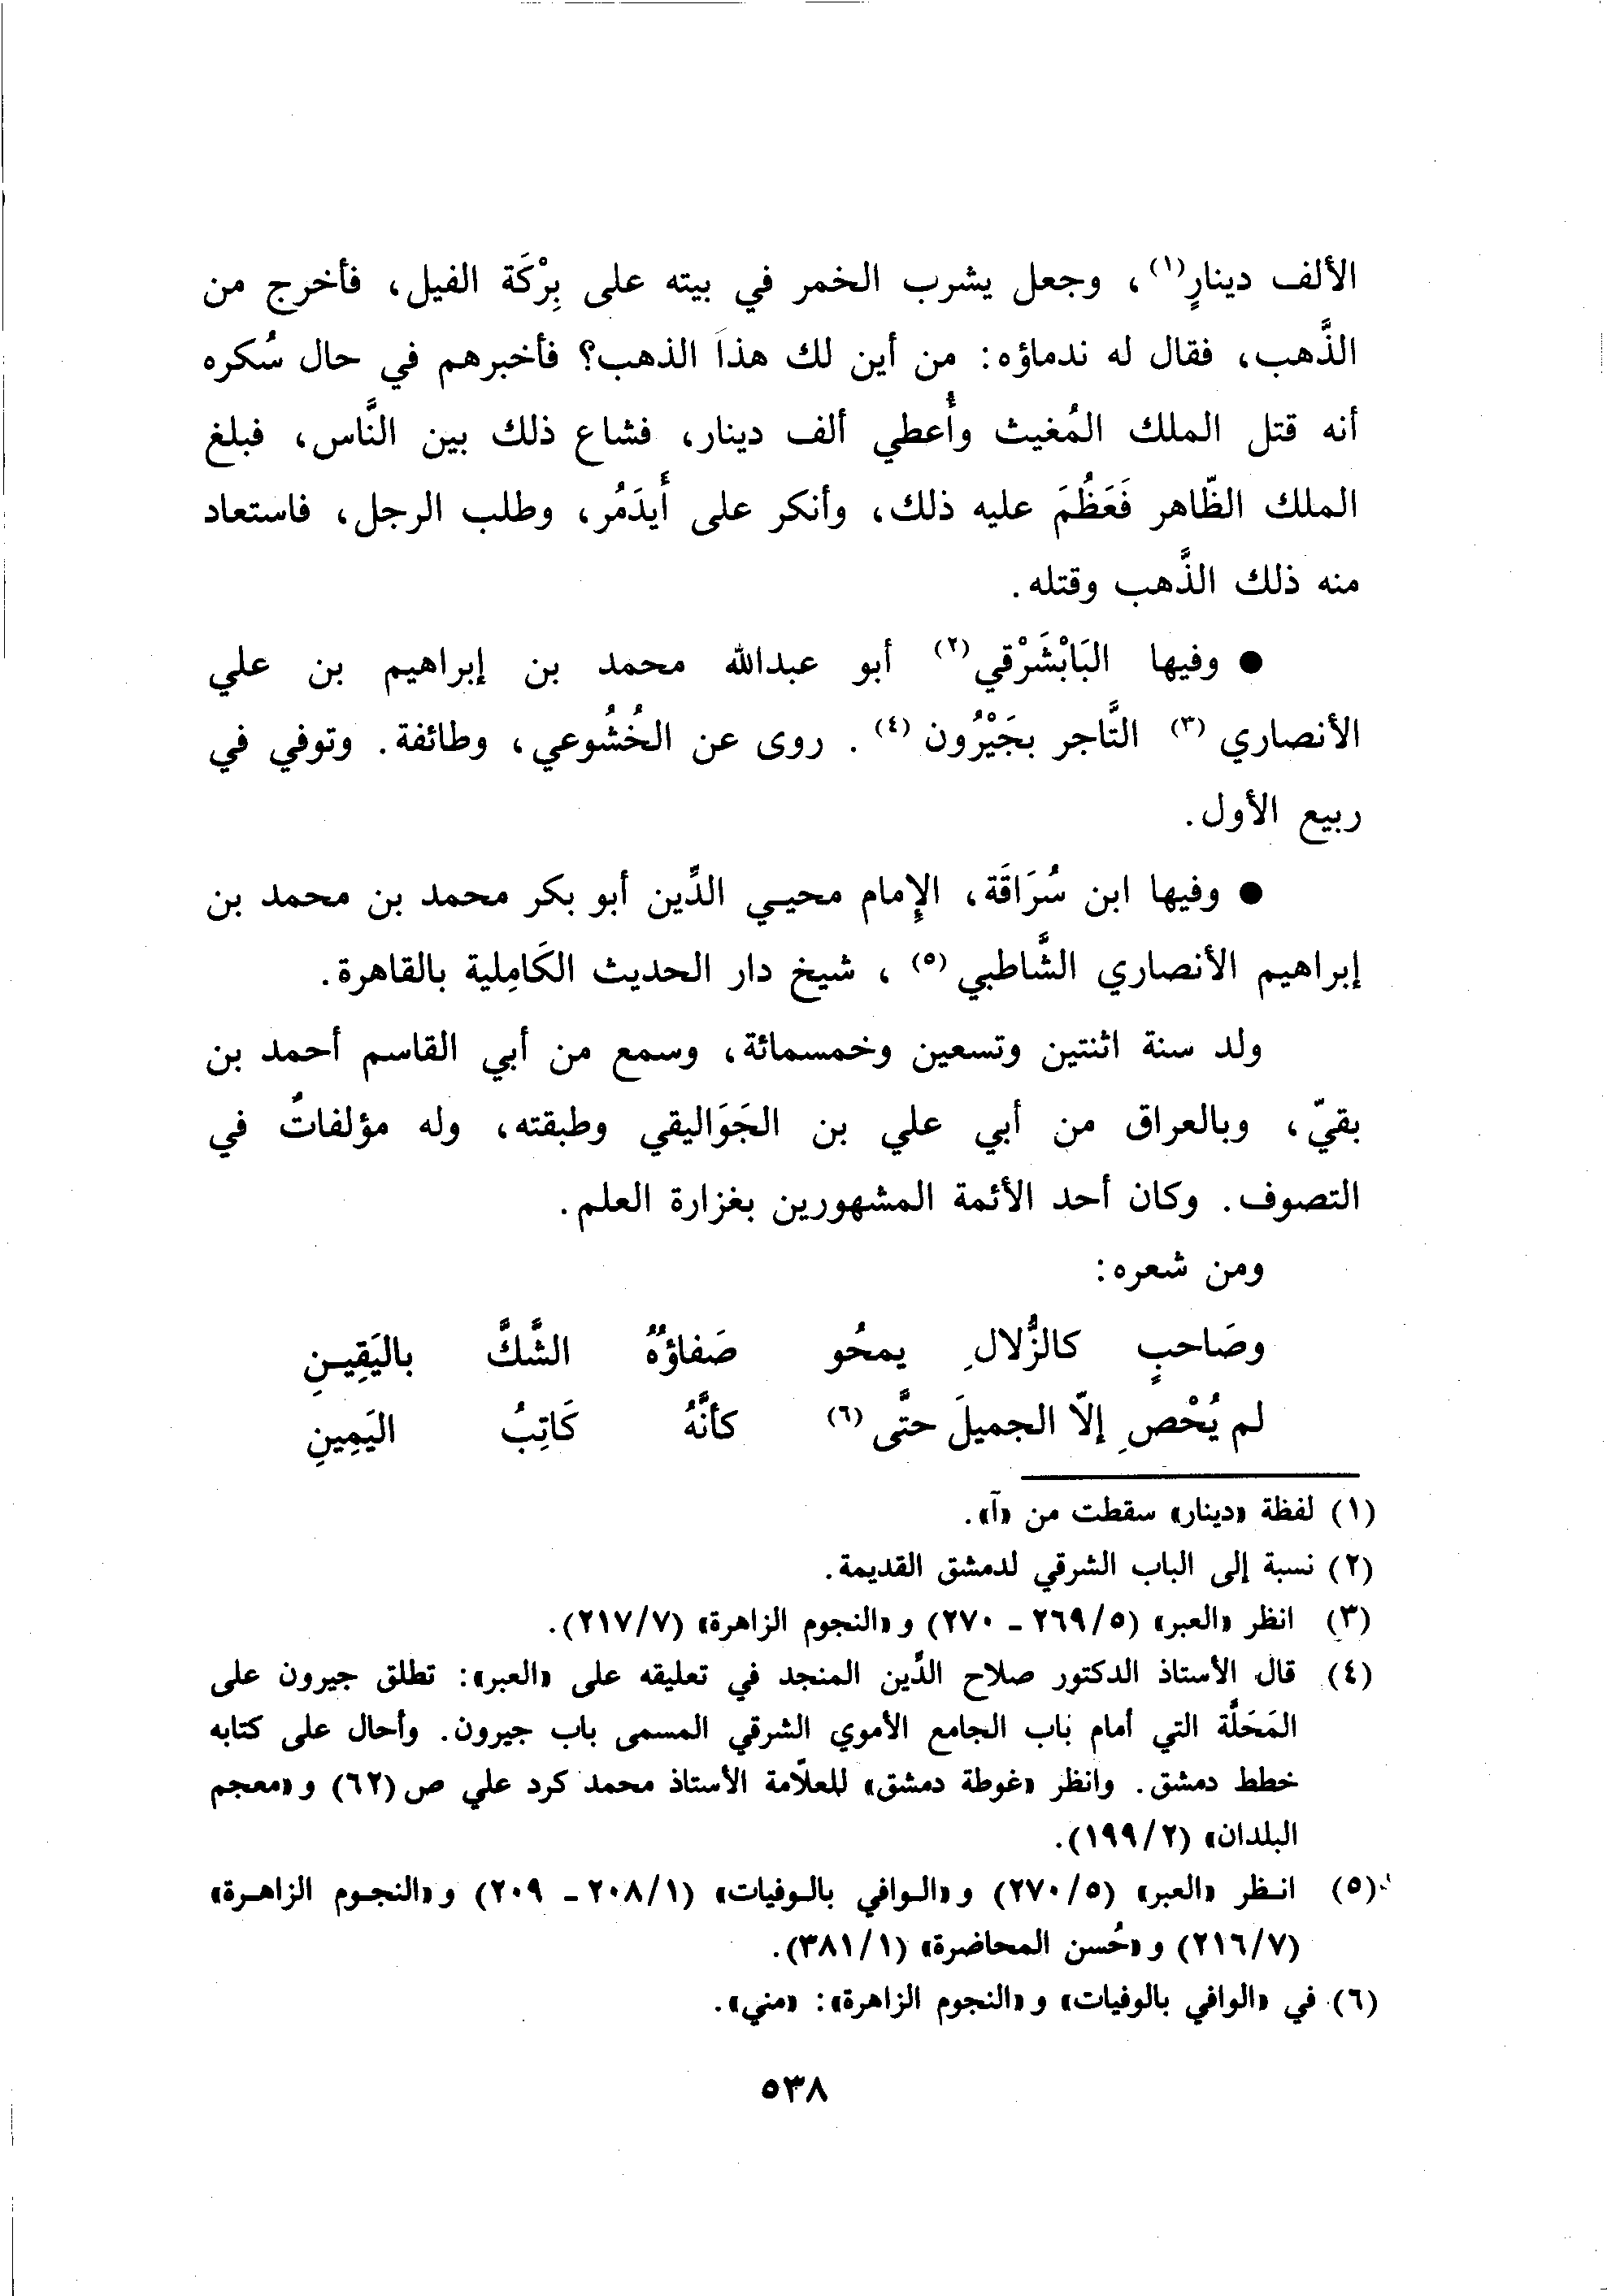 الألف دينارٍ(١)، وجعل يشرب الخمر في بيته على بِرْكَة الفيل، فأخرج من
الذَّهب، فقال له ندماؤه: من أين لك هذا الذهب؟ فأخبرهم في حال سُكره
أنه قتل الملك المُغيث وأُعطي ألف دينار، فشاع ذلك بين النَّاس، فبلغ
الملك الظّاهر فَعَظُمَ عليه ذلك، وأنكر على أَيدَمُر، وطلب الرجل، فاستعاد
منه ذلك الذَّهب وقتله.
● وفيها البَابْشَرْقي(٢) أبو عبدالله محمد بن إبراهيم بن علي
الأنصاري(٣) التَّاجر بجَيْرُون(٤). روى عن الخُشُوعي، وطائفة. وتوفي في
ربيع الأول.
● وفيها ابن سُرَاقَة، الإمام محيي الدِّين أبو بكر محمد بن محمد بن
إبراهيم الأنصاري الشَّاطبي(٥)، شيخ دار الحديث الكَامِلية بالقاهرة.
ولد سنة اثنتين وتسعين وخمسمائة، وسمع من أبي القاسم أحمد بن
بقيّ، وبالعراق من أبي علي بن الجَوَاليقي وطبقته، وله مؤلفاتٌ في
التصوف. وكان أحد الأئمة المشهورين بغزارة العلم.
ومن شعره:
وصَاحبٍ كالزُّلالِ يمحُو صَفاؤُهُ الشَّكَّ باليَقِينِ
لم يُحْصِ إلّا الجميلَ حتَّى(٦) كأنَّهُ كَاتِبُ اليَمِينِ
(١) لفظة «دينار» سقطت من «آ».
(٢) نسبة إلى الباب الشرقي لدمشق القديمة.
(٣) انظر «العبر» (٥/٢٦٩ - ٢٧٠) و«النجوم الزاهرة» (٧/٢١٧).
(٤) قال الأستاذ الدكتور صلاح الدِّين المنجد في تعليقه على «العبر»: تطلق جيرون على
المَحَلَّة التي أمام باب الجامع الأموي الشرقي المسمى باب جيرون. وأحال على كتابه
خطط دمشق. وانظر «غوطة دمشق» للعلّامة الأستاذ محمد كرد علي ص (٦٢) و«معجم
البلدان» (٢/١٩٩).
(٥) انظر «العبر» (٥/٢٧٠) و«الوافي بالوفيات» (١/٢٠٨ - ٢٠٩) و«النجوم الزاهرة»
(٧/٢١٦) و«حُسن المحاضرة» (١/٣٨١).
(٦) في «الوافي بالوفيات» و«النجوم الزاهرة»: «مني».
٥٣٨